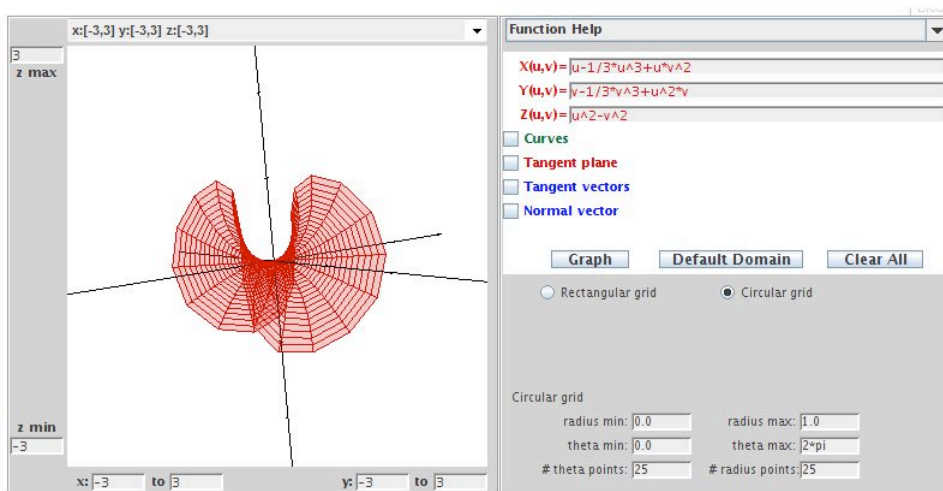 x:[-3,3] y:[-3,3] z:[-3,3]
3
z max
z min
-3
x: -3 to 3 y: -3 to 3
Function Help
X(u,v)= u-1/3*u^3+u*v^2
Y(u,v)= v-1/3*v^3+u^2*v
Z(u,v)= u^2-v^2
Curves
Tangent plane
Tangent vectors
Normal vector
Graph Default Domain Clear All
Rectangular grid Circular grid
Circular grid
radius min: 0.0 radius max: 1.0
theta min: 0.0 theta max: 2*pi
# theta points: 25 # radius points: 25